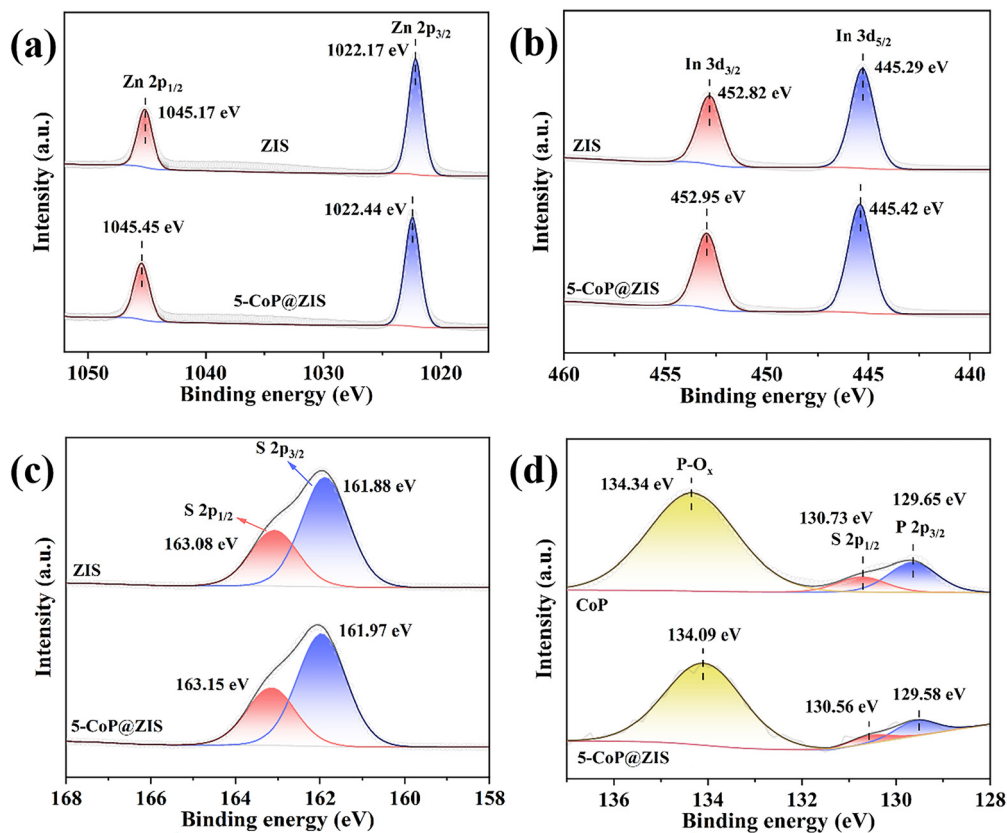 (a)
Zn 2p3/2
1022.17 eV
Zn 2p1/2
1045.17 eV
ZIS
1022.44 eV
1045.45 eV
5-CoP@ZIS
Intensity (a.u.)
1050 1040 1030 1020
Binding energy (eV)
(b)
In 3d5/2
In 3d3/2
445.29 eV
452.82 eV
ZIS
452.95 eV
445.42 eV
5-CoP@ZIS
Intensity (a.u.)
460 455 450 445 440
Binding energy (eV)
(c)
S 2p3/2
161.88 eV
S 2p1/2
163.08 eV
ZIS
161.97 eV
163.15 eV
5-CoP@ZIS
Intensity (a.u.)
168 166 164 162 160 158
Binding energy (eV)
(d)
P-Ox
134.34 eV
129.65 eV
130.73 eV
P 2p3/2
S 2p1/2
CoP
134.09 eV
129.58 eV
130.56 eV
5-CoP@ZIS
Intensity (a.u.)
136 134 132 130 128
Binding energy (eV)